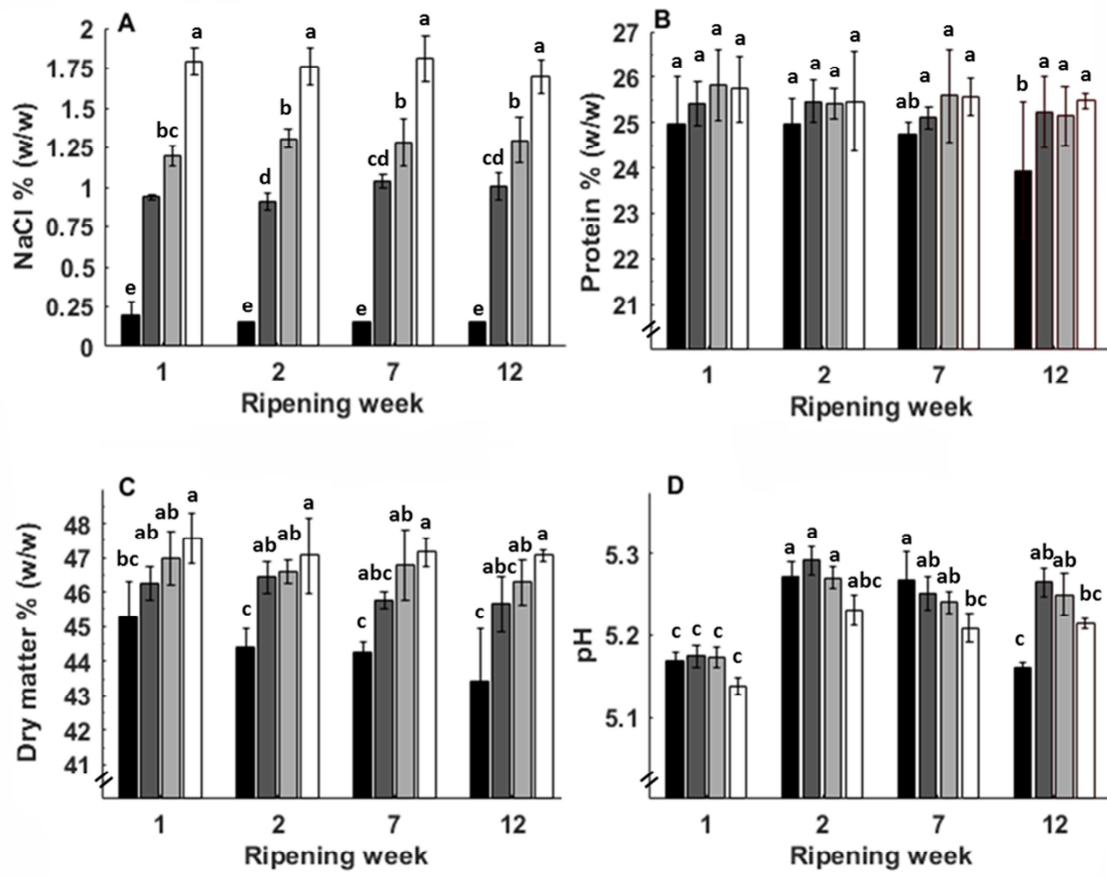 A
NaCl % (w/w)
2
1.75
1.5
1.25
1
0.75
0.5
0.25
0
e bc a
e d b a
e cd b a
e cd b a
1 2 7 12
Ripening week
B
Protein % (w/w)
27
26
25
24
23
22
21
a a a a
a a a a
ab a a a
b a a a
1 2 7 12
Ripening week
C
Dry matter % (w/w)
48
47
46
45
44
43
42
41
bc ab ab a
c ab ab a
c abc ab a
c abc ab a
1 2 7 12
Ripening week
D
pH
5.3
5.2
5.1
c c c c
a a a abc
a ab ab bc
c ab ab bc
1 2 7 12
Ripening week